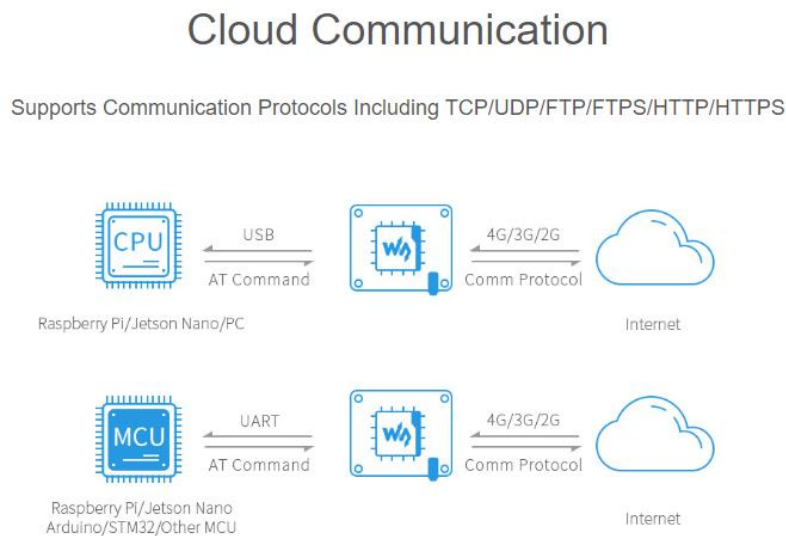 Cloud Communication
Supports Communication Protocols Including TCP/UDP/FTP/FTPS/HTTP/HTTPS
CPU
USB
AT Command
4G/3G/2G
Comm Protocol
Raspberry Pi/Jetson Nano/PC
Internet
MCU
UART
AT Command
4G/3G/2G
Comm Protocol
Raspberry Pi/Jetson Nano
Arduino/STM32/Other MCU
Internet